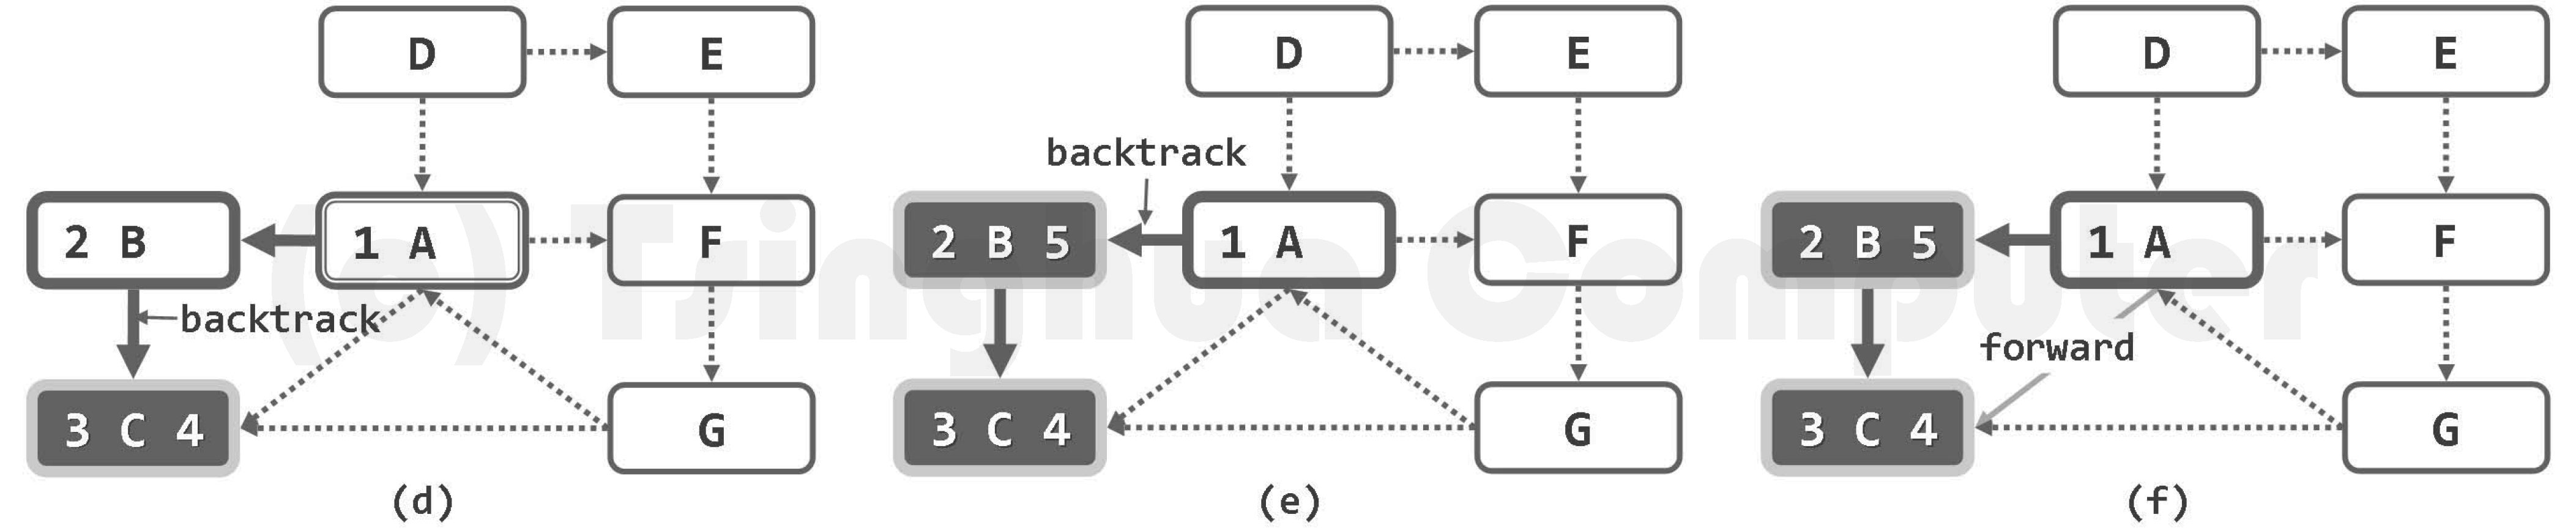 D E D E D E
backtrack
2 B 1 A F 2 B 5 1 A F 2 B 5 1 A F
(c) Tsinghua Computer
backtrack
forward
3 C 4 G 3 C 4 G 3 C 4 G
(d) (e) (f)